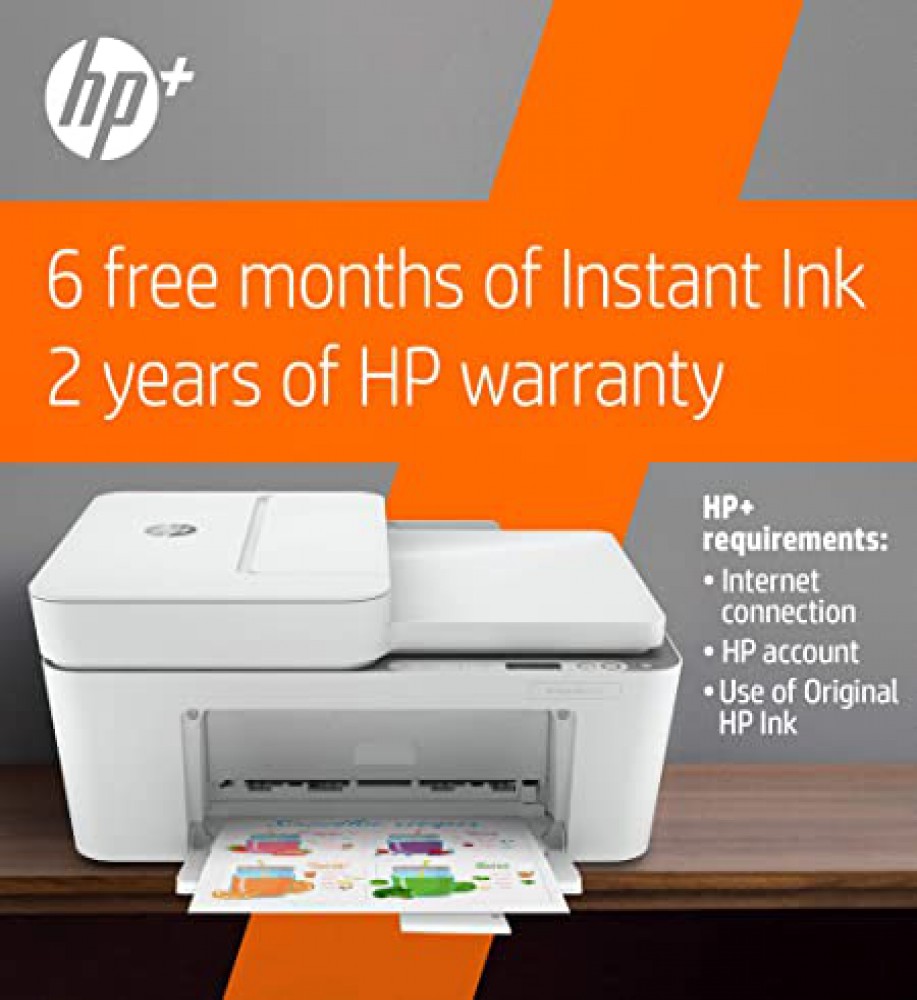 hp+
6 free months of Instant Ink
2 years of HP warranty
HP+
requirements:
• Internet
connection
• HP account
• Use of Original
HP Ink
hp